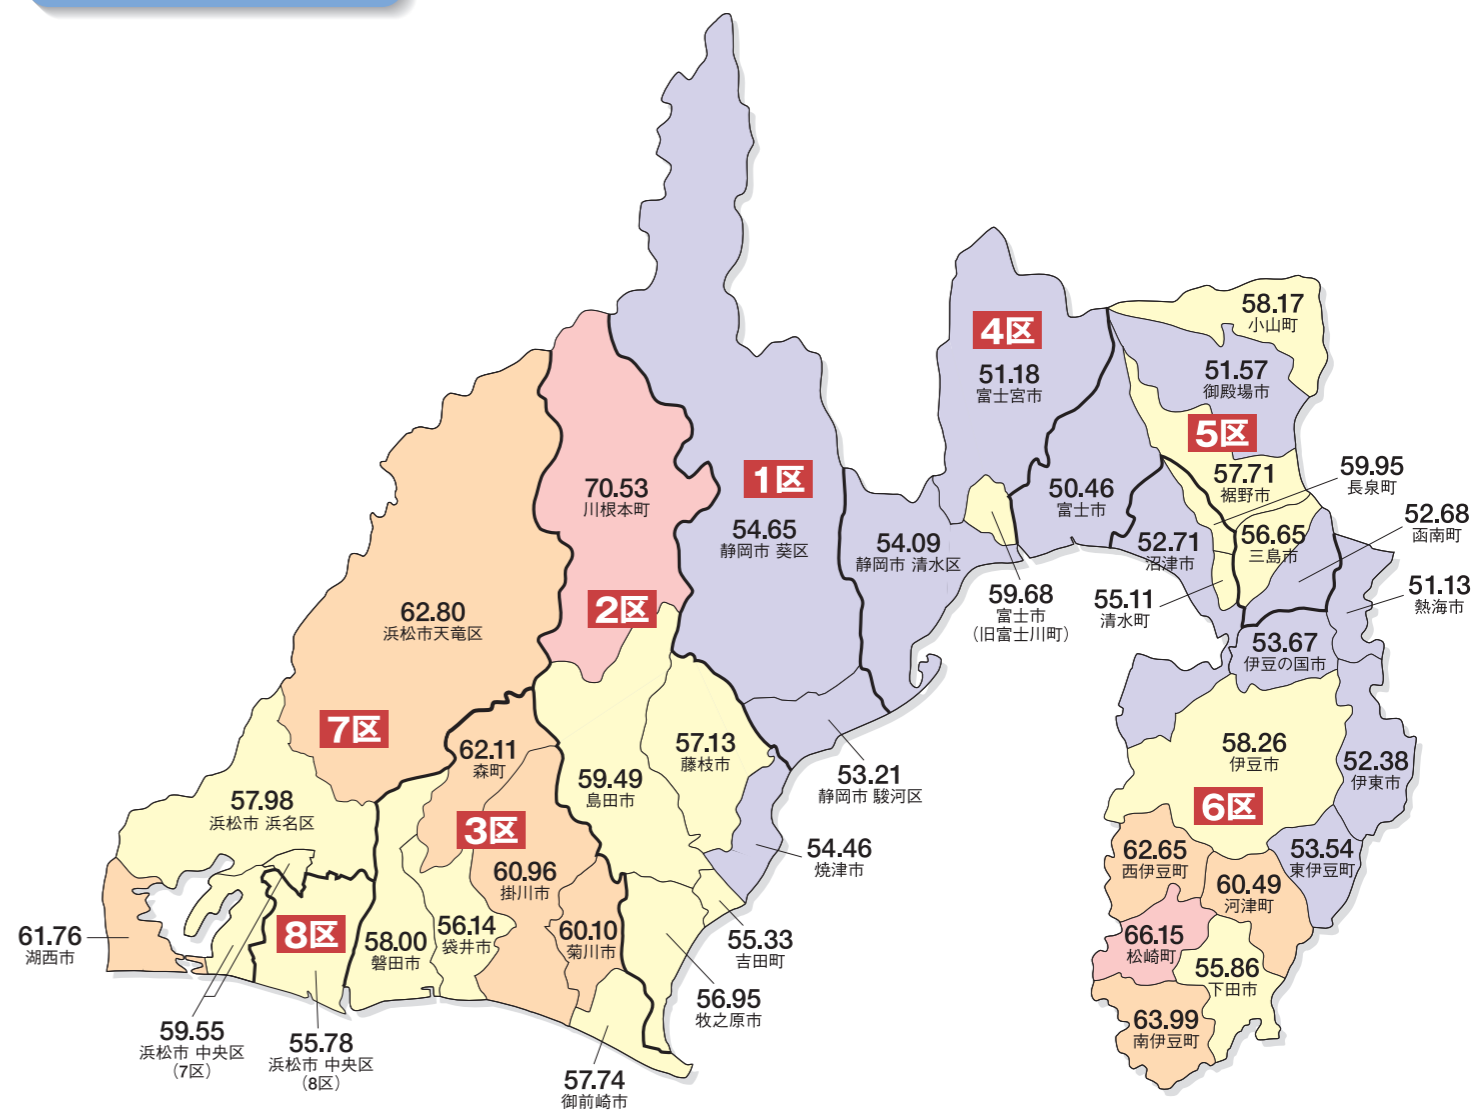 58.17
小山町
4区
51.18
富士宮市
51.57
御殿場市
5区
59.95
長泉町
57.71
裾野市
1区
70.53
川根本町
50.46
富士市
52.68
函南町
54.65
静岡市 葵区
54.09
静岡市 清水区
52.71
沼津市
56.65
三島市
59.68
富士市
(旧富士川町)
55.11
清水町
51.13
熱海市
2区
62.80
浜松市天竜区
53.67
伊豆の国市
7区
62.11
森町
57.13
藤枝市
59.49
島田市
53.21
静岡市 駿河区
58.26
伊豆市
52.38
伊東市
57.98
浜松市 浜名区
3区
6区
60.96
掛川市
54.46
焼津市
62.65
西伊豆町
53.54
東伊豆町
60.49
河津町
61.76
湖西市
8区
58.00
磐田市
56.14
袋井市
60.10
菊川市
55.33
吉田町
66.15
松崎町
55.86
下田市
56.95
牧之原市
63.99
南伊豆町
59.55
浜松市 中央区
(7区)
55.78
浜松市 中央区
(8区)
57.74
御前崎市